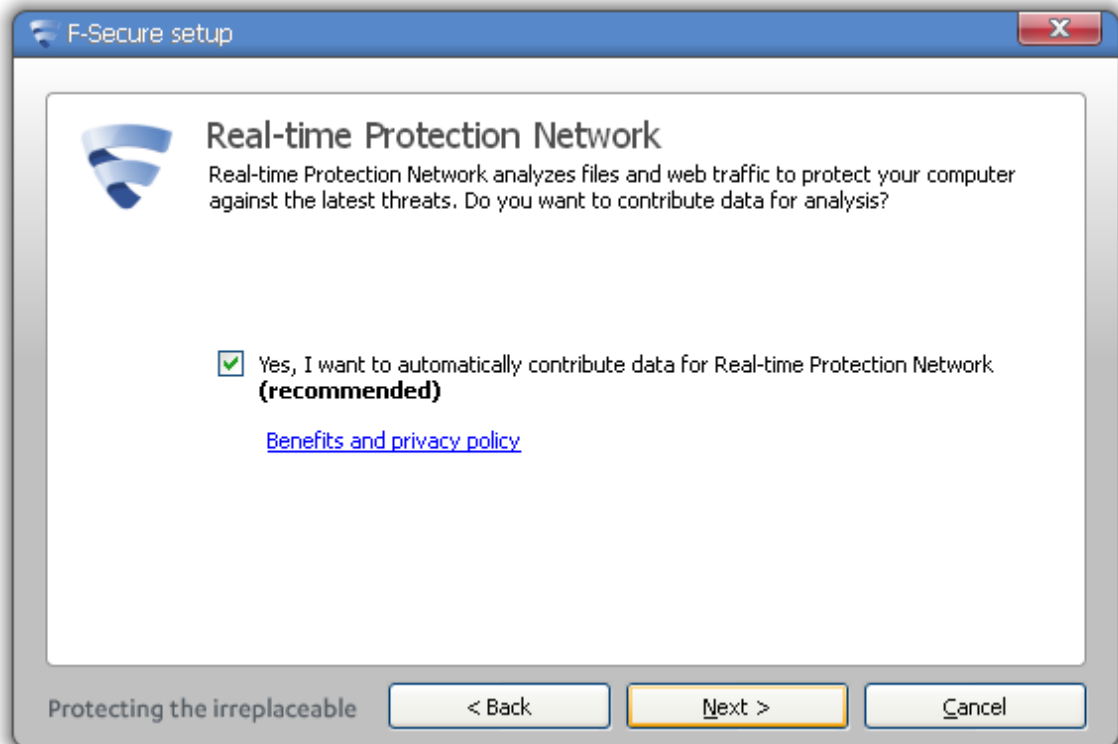 F-Secure setup
X
Real-time Protection Network
Real-time Protection Network analyzes files and web traffic to protect your computer
against the latest threats. Do you want to contribute data for analysis?
Yes, I want to automatically contribute data for Real-time Protection Network
(recommended)
Benefits and privacy policy
Protecting the irreplaceable
< Back
Next >
Cancel